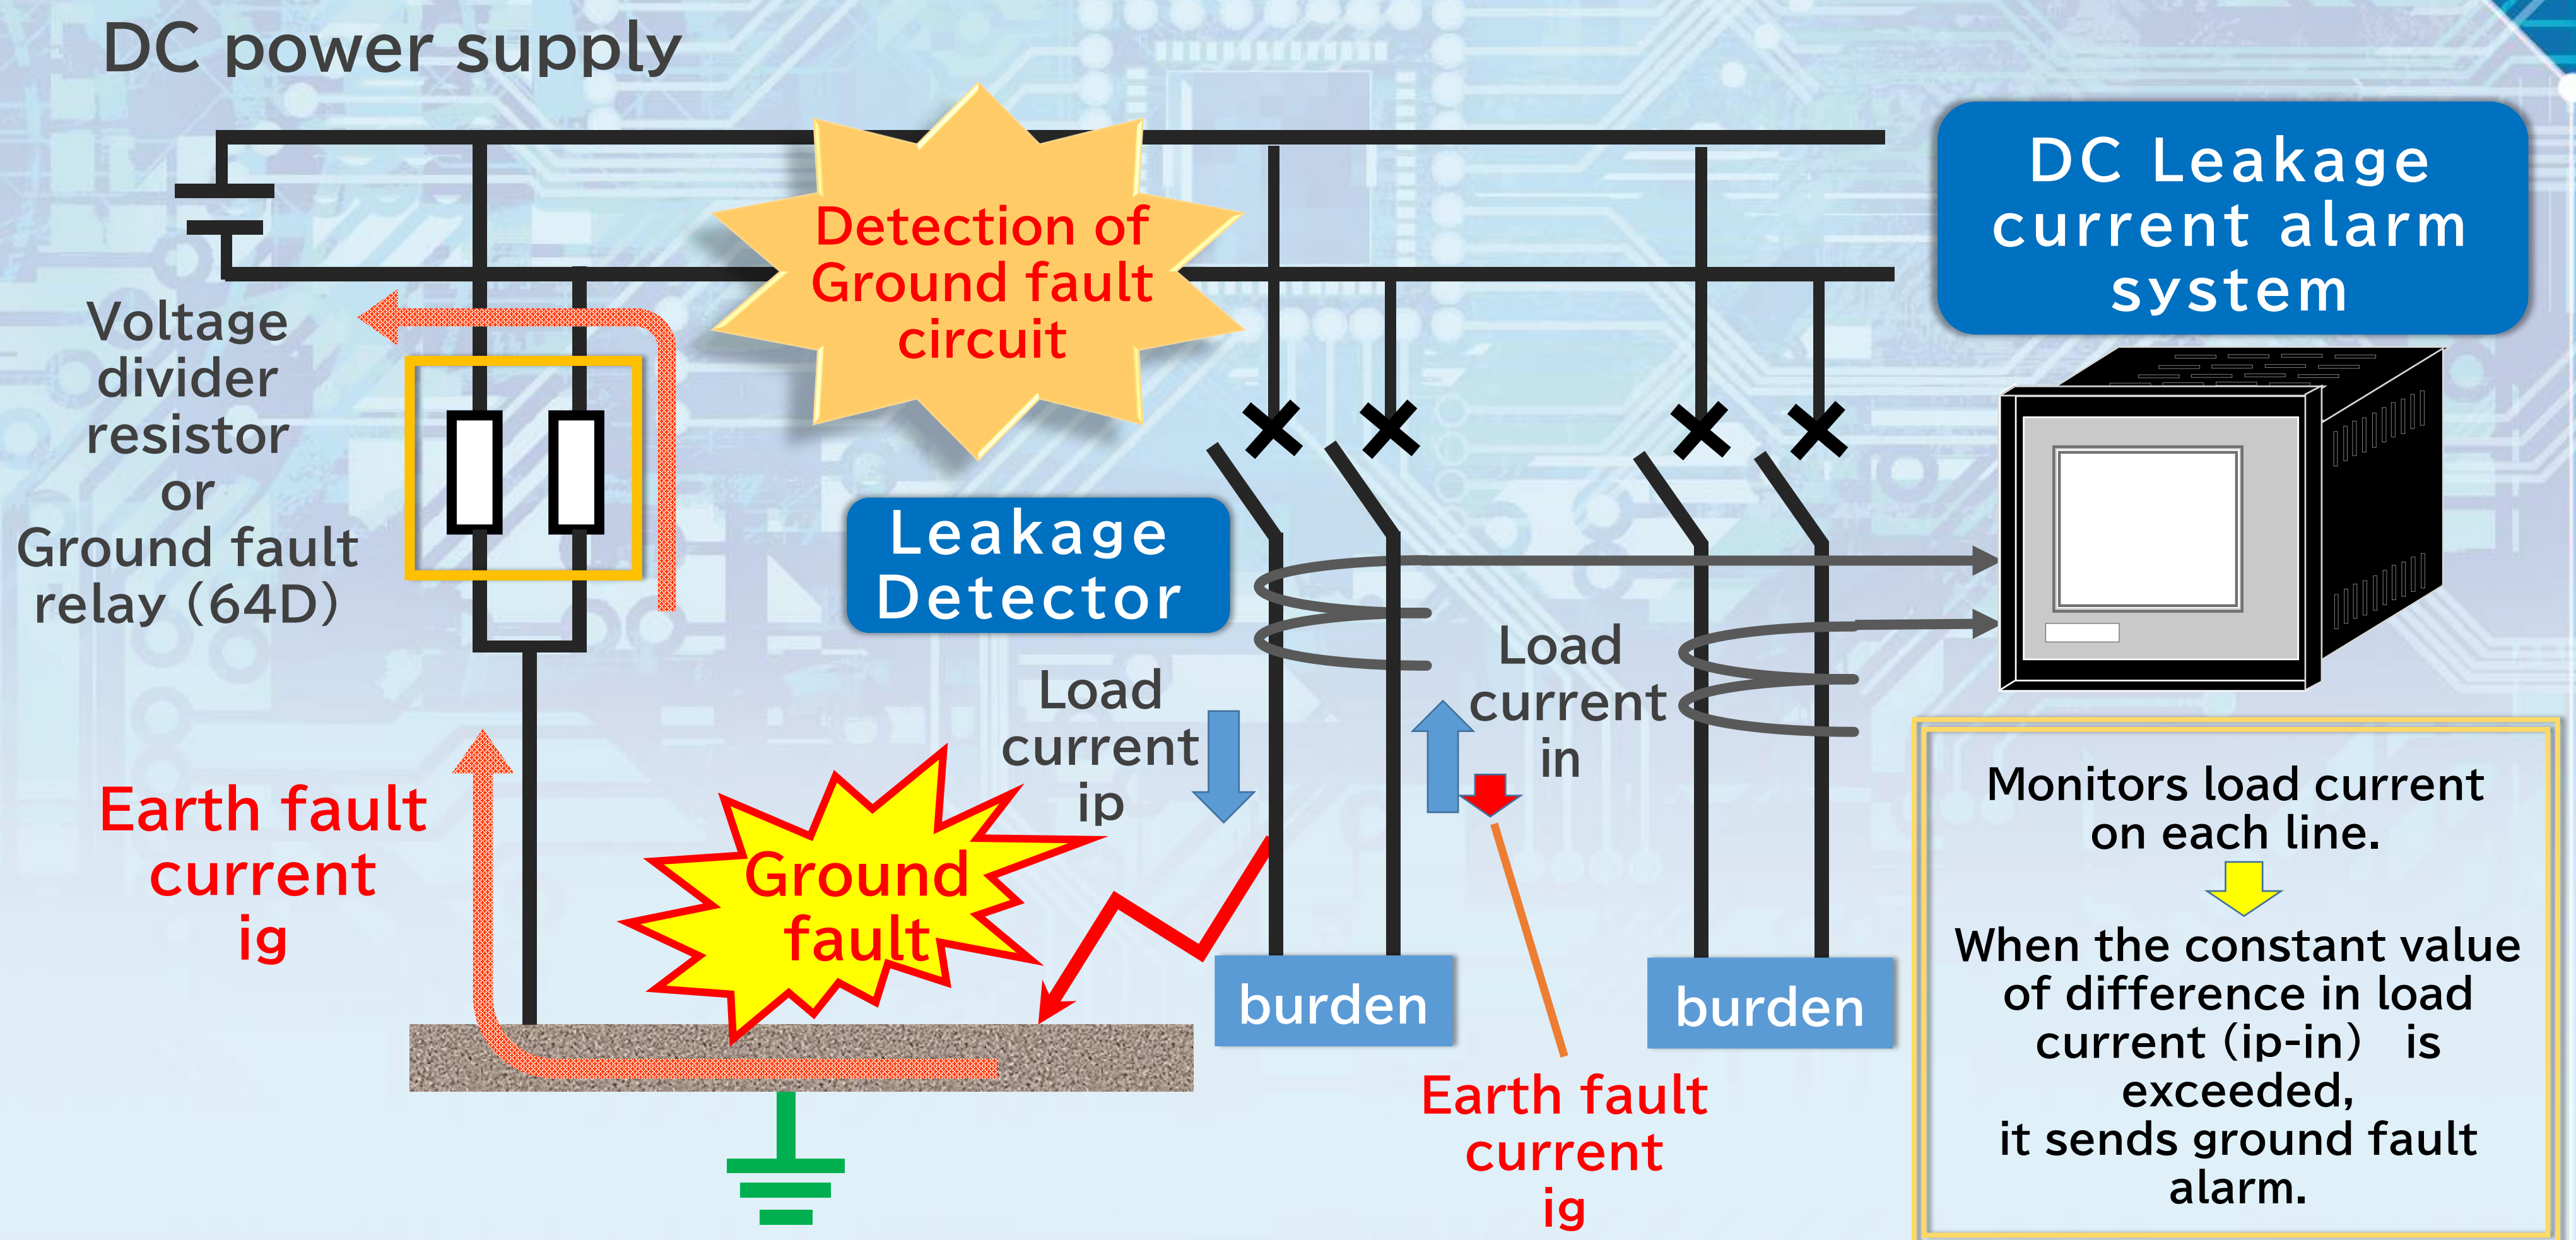 DC power supply
Detection of
Ground fault
circuit
DC Leakage
current alarm
system
Voltage
divider
resistor
or
Ground fault
relay (64D)
Leakage
Detector
Load
current
ip
Load
current
in
Earth fault
current
ig
Ground
fault
burden
burden
Earth fault
current
ig
Monitors load current
on each line.
When the constant value
of difference in load
current (ip-in) is
exceeded,
it sends ground fault
alarm.